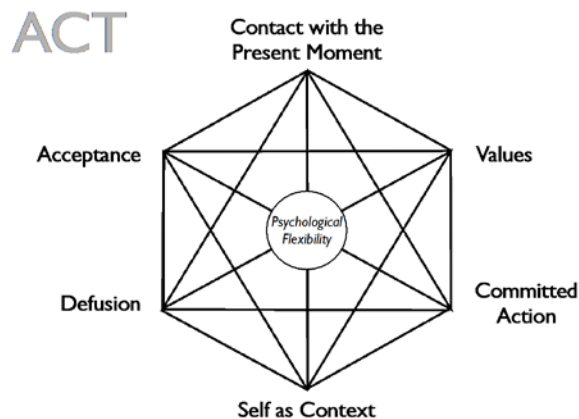 ACT
Contact with the
Present Moment
Acceptance
Values
Psychological
Flexibility
Defusion
Committed
Action
Self as Context